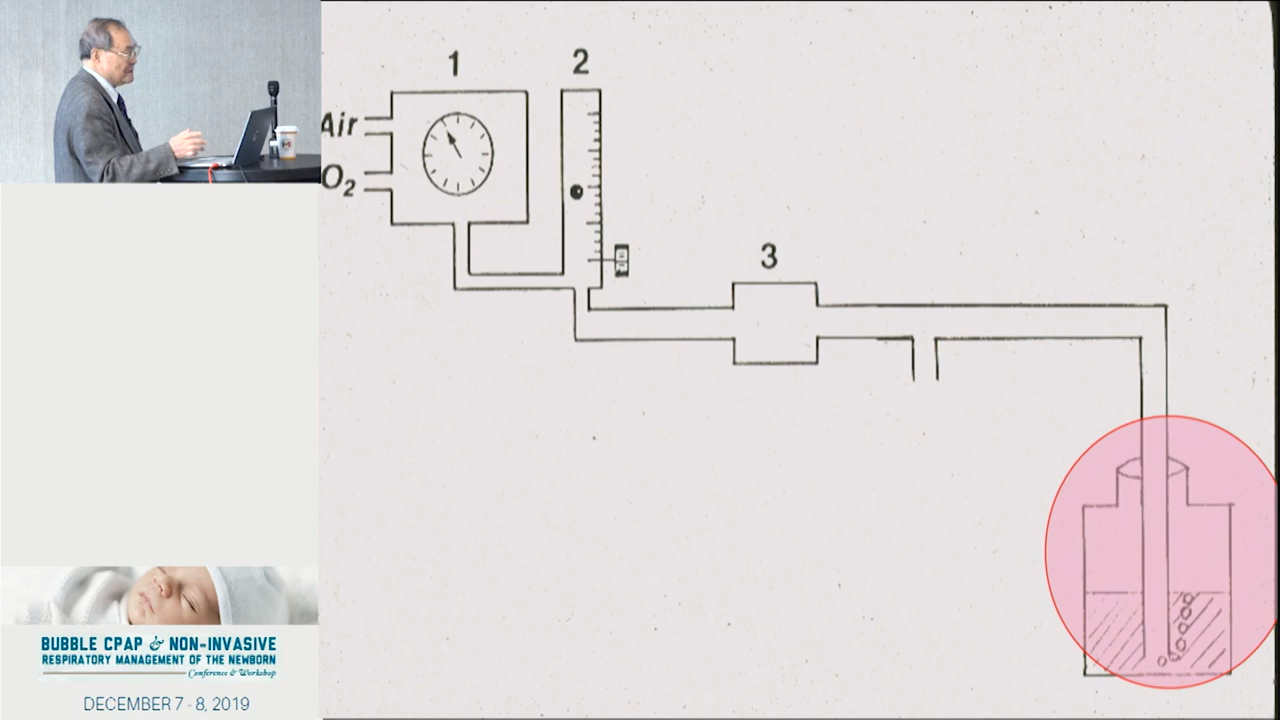 1
2
Air
O₂
3
BUBBLE CPAP & NON-INVASIVE
RESPIRATORY MANAGEMENT OF THE NEWBORN
Conference & Workshop
DECEMBER 7 - 8, 2019